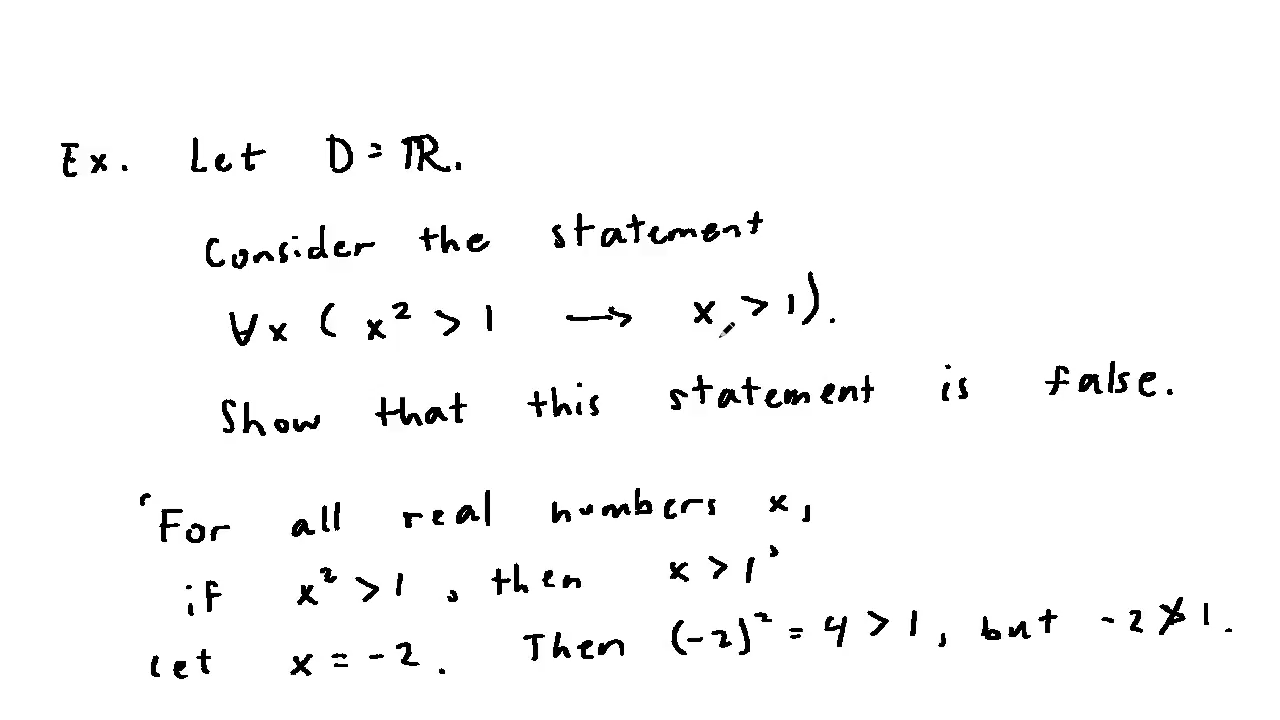 Ex. Let D = ℝ.
Consider the statement
∀x ( x² > 1 → x > 1).
Show that this statement is false.
'For all real numbers x,
if x² > 1, then x > 1'
Let x = -2. Then (-2)² = 4 > 1, but -2 ≯ 1.